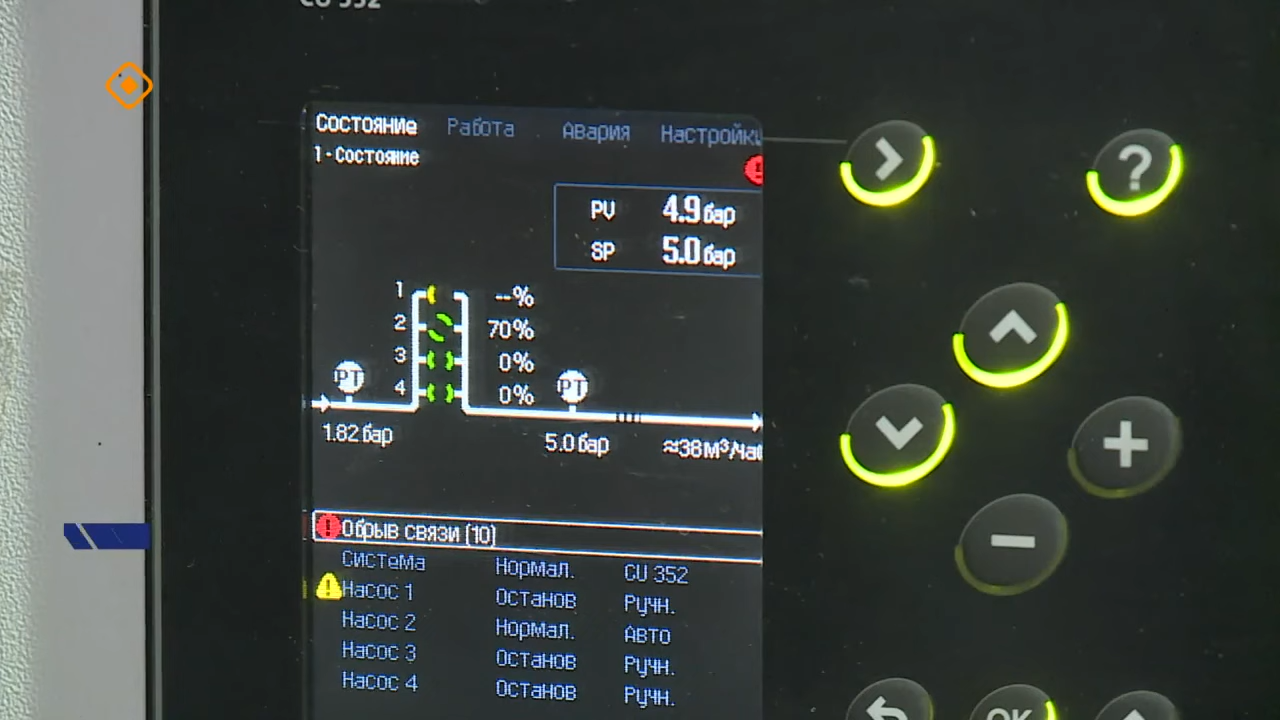 CU 352
Состояние Работа Авария Настройки
1 - Состояние
PV 4.9 бар
SP 5.0 бар
1 --%
2 70%
3 0%
4 0%
PT PT
1.82 бар 5.0 бар ≈38 м³/час
Обрыв связи (10)
Система Нормал. CU 352
Насос 1 Останов Ручн.
Насос 2 Нормал. Авто
Насос 3 Останов Ручн.
Насос 4 Останов Ручн.
?
OK